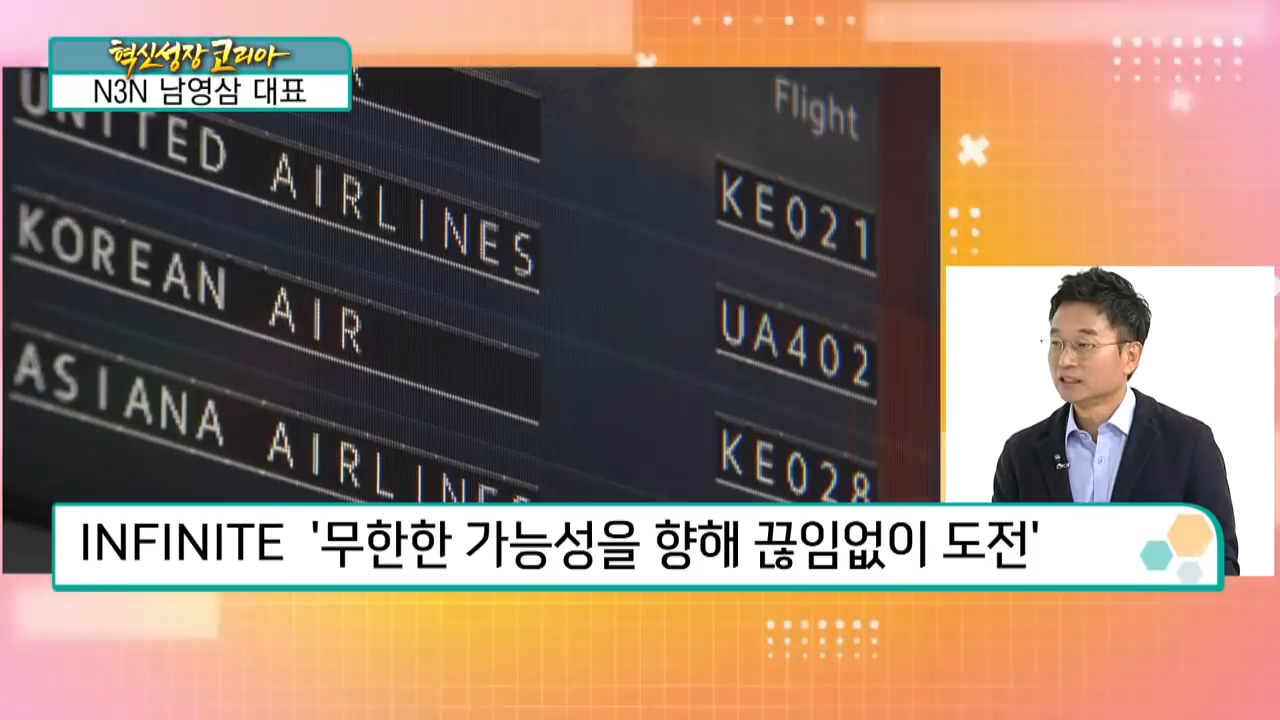 혁신성장 코리아
N3N 남영삼 대표
Flight
UNITED AIRLINES
KE021
KOREAN AIR
UA402
ASIANA AIRLINES
KE028
INFINITE '무한한 가능성을 향해 끊임없이 도전'